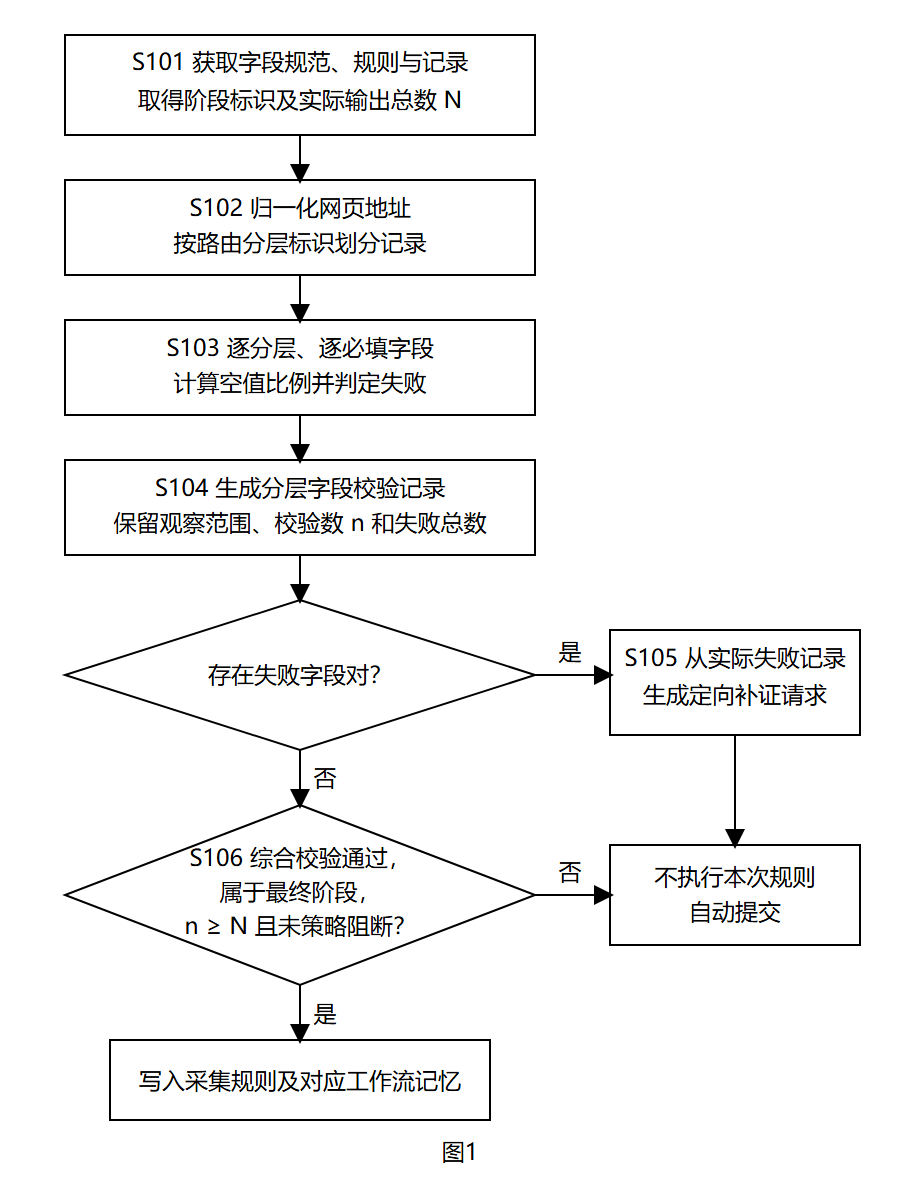 S101 获取字段规范、规则与记录
取得阶段标识及实际输出总数 N
S102 归一化网页地址
按路由分层标识划分记录
S103 逐分层、逐必填字段
计算空值比例并判定失败
S104 生成分层字段校验记录
保留观察范围、校验数 n 和失败总数
存在失败字段对？
是
S105 从实际失败记录
生成定向补证请求
否
S106 综合校验通过，
属于最终阶段，
n ≥ N 且未策略阻断？
否
不执行本次规则
自动提交
是
写入采集规则及对应工作流记忆
图1